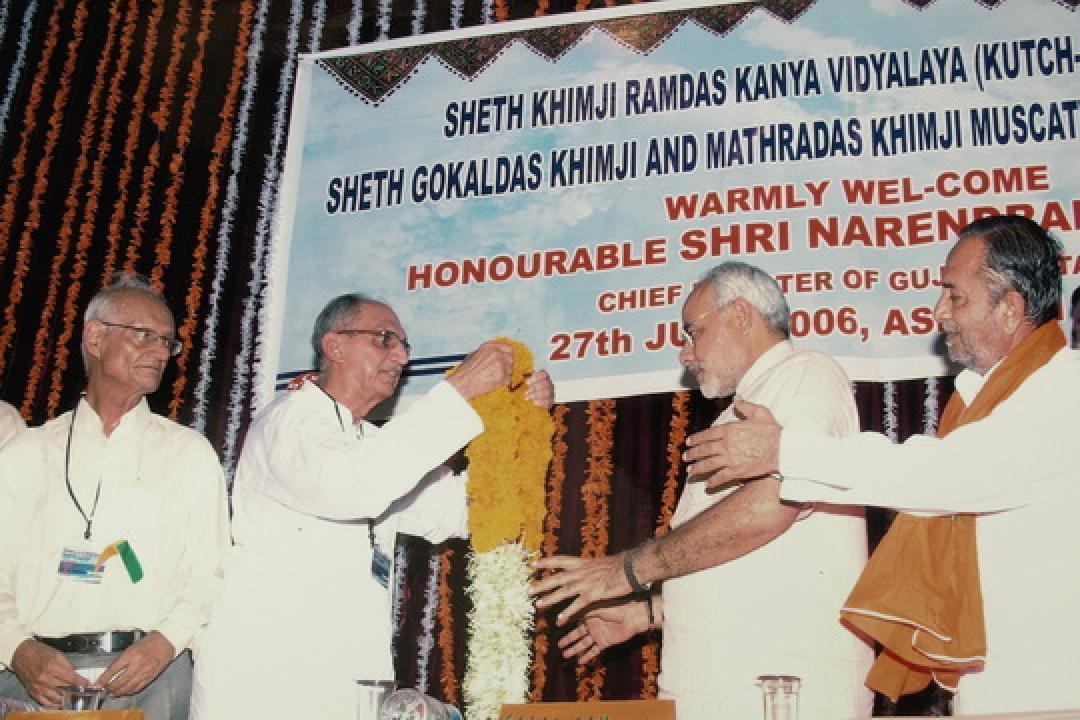 SHETH KHIMJI RAMDAS KANYA VIDYALAYA (KUTCH-
SHETH GOKALDAS KHIMJI AND MATHRADAS KHIMJI MUSCAT
WARMLY WEL-COME
HONOURABLE SHRI
CHIEF OF
27th